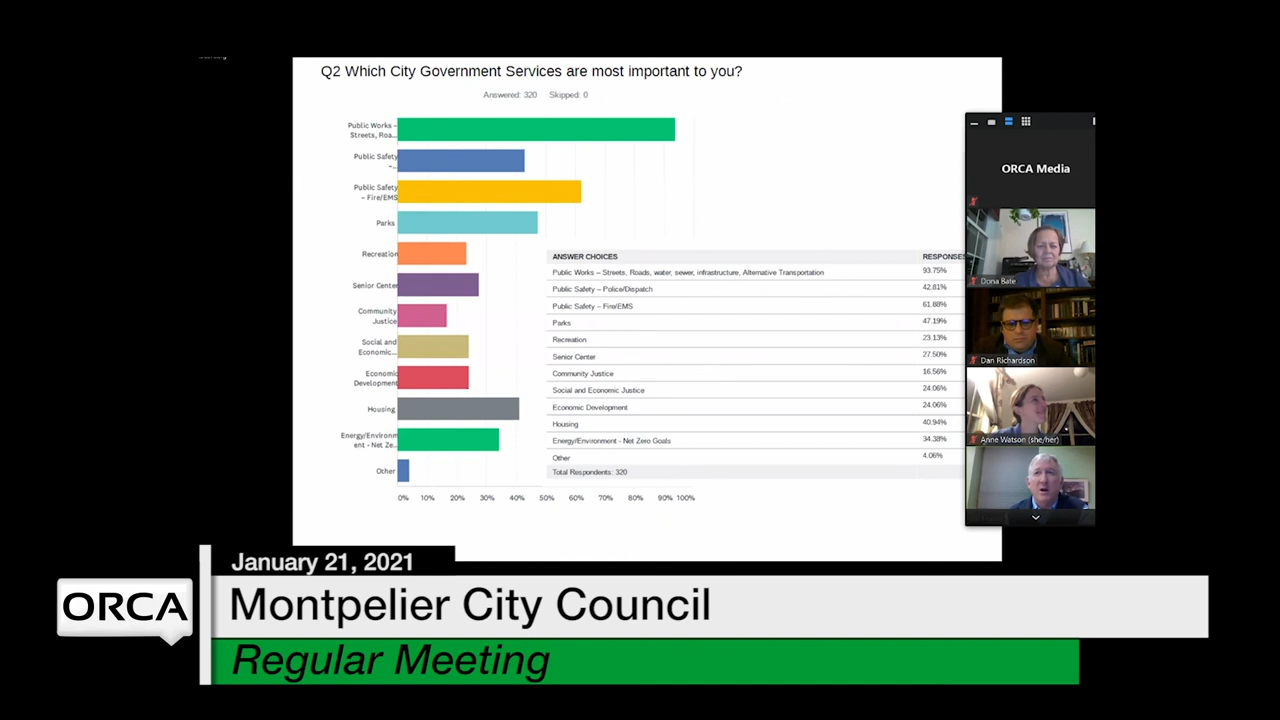 Q2 Which City Government Services are most important to you?
Answered: 320 Skipped: 0
Public Works –
Streets, Roa...
Public Safety
–...
Public Safety
– Fire/EMS
Parks
Recreation
Senior Center
Community
Justice
Social and
Economic...
Economic
Development
Housing
Energy/Environm
ent - Net Ze..
Other
0% 10% 20% 30% 40% 50% 60% 70% 80% 90% 100%
ANSWER CHOICES RESPONSES
Public Works – Streets, Roads, water, sewer, infrastructure, Alternative Transportation 93.75%
Public Safety – Police/Dispatch 42.81%
Public Safety – Fire/EMS 61.88%
Parks 47.19%
Recreation 23.13%
Senior Center 27.50%
Community Justice 16.56%
Social and Economic Justice 24.06%
Economic Development 24.06%
Housing 40.94%
Energy/Environment - Net Zero Goals 34.38%
Other 4.06%
Total Respondents: 320
ORCA Media
Dona Bate
Dan Richardson
Anne Watson (she/her)
January 21, 2021
ORCA
Montpelier City Council
Regular Meeting